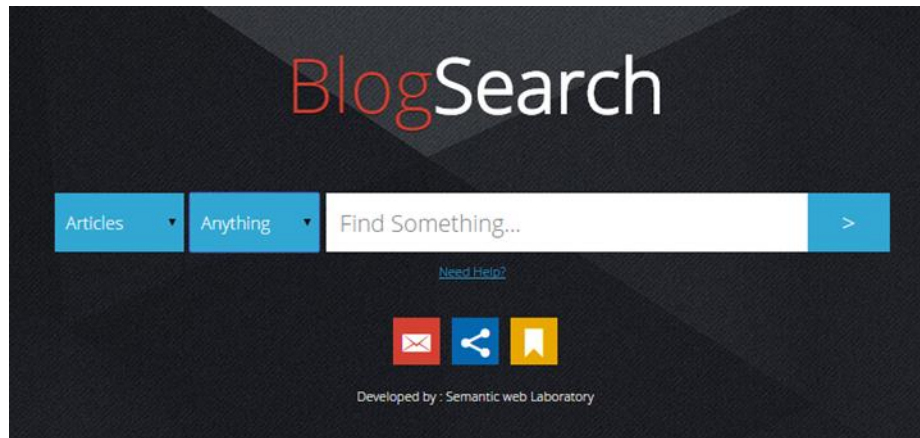 BlogSearch
Articles Anything Find Something... >
Need Help?
Developed by : Semantic web Laboratory